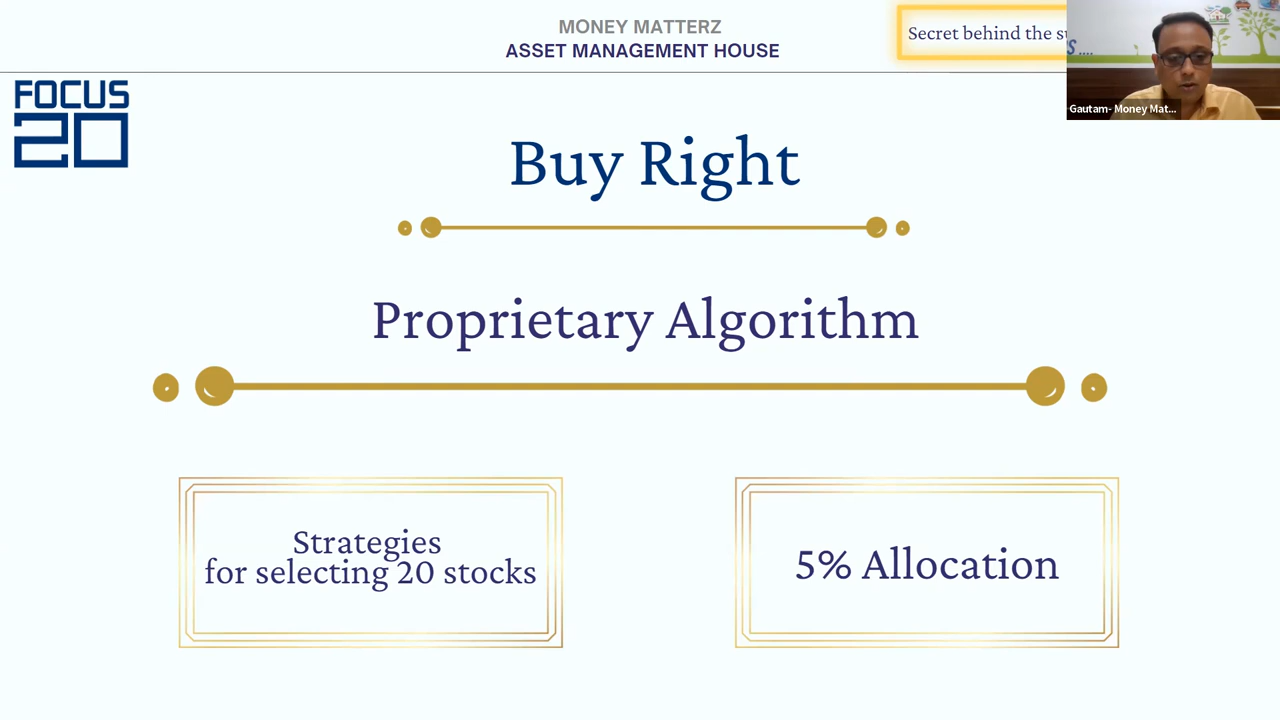 MONEY MATTERZ
ASSET MANAGEMENT HOUSE
Secret behind the
Gautam- Money Mat...
FOCUS
20
Buy Right
Proprietary Algorithm
Strategies
for selecting 20 stocks
5% Allocation